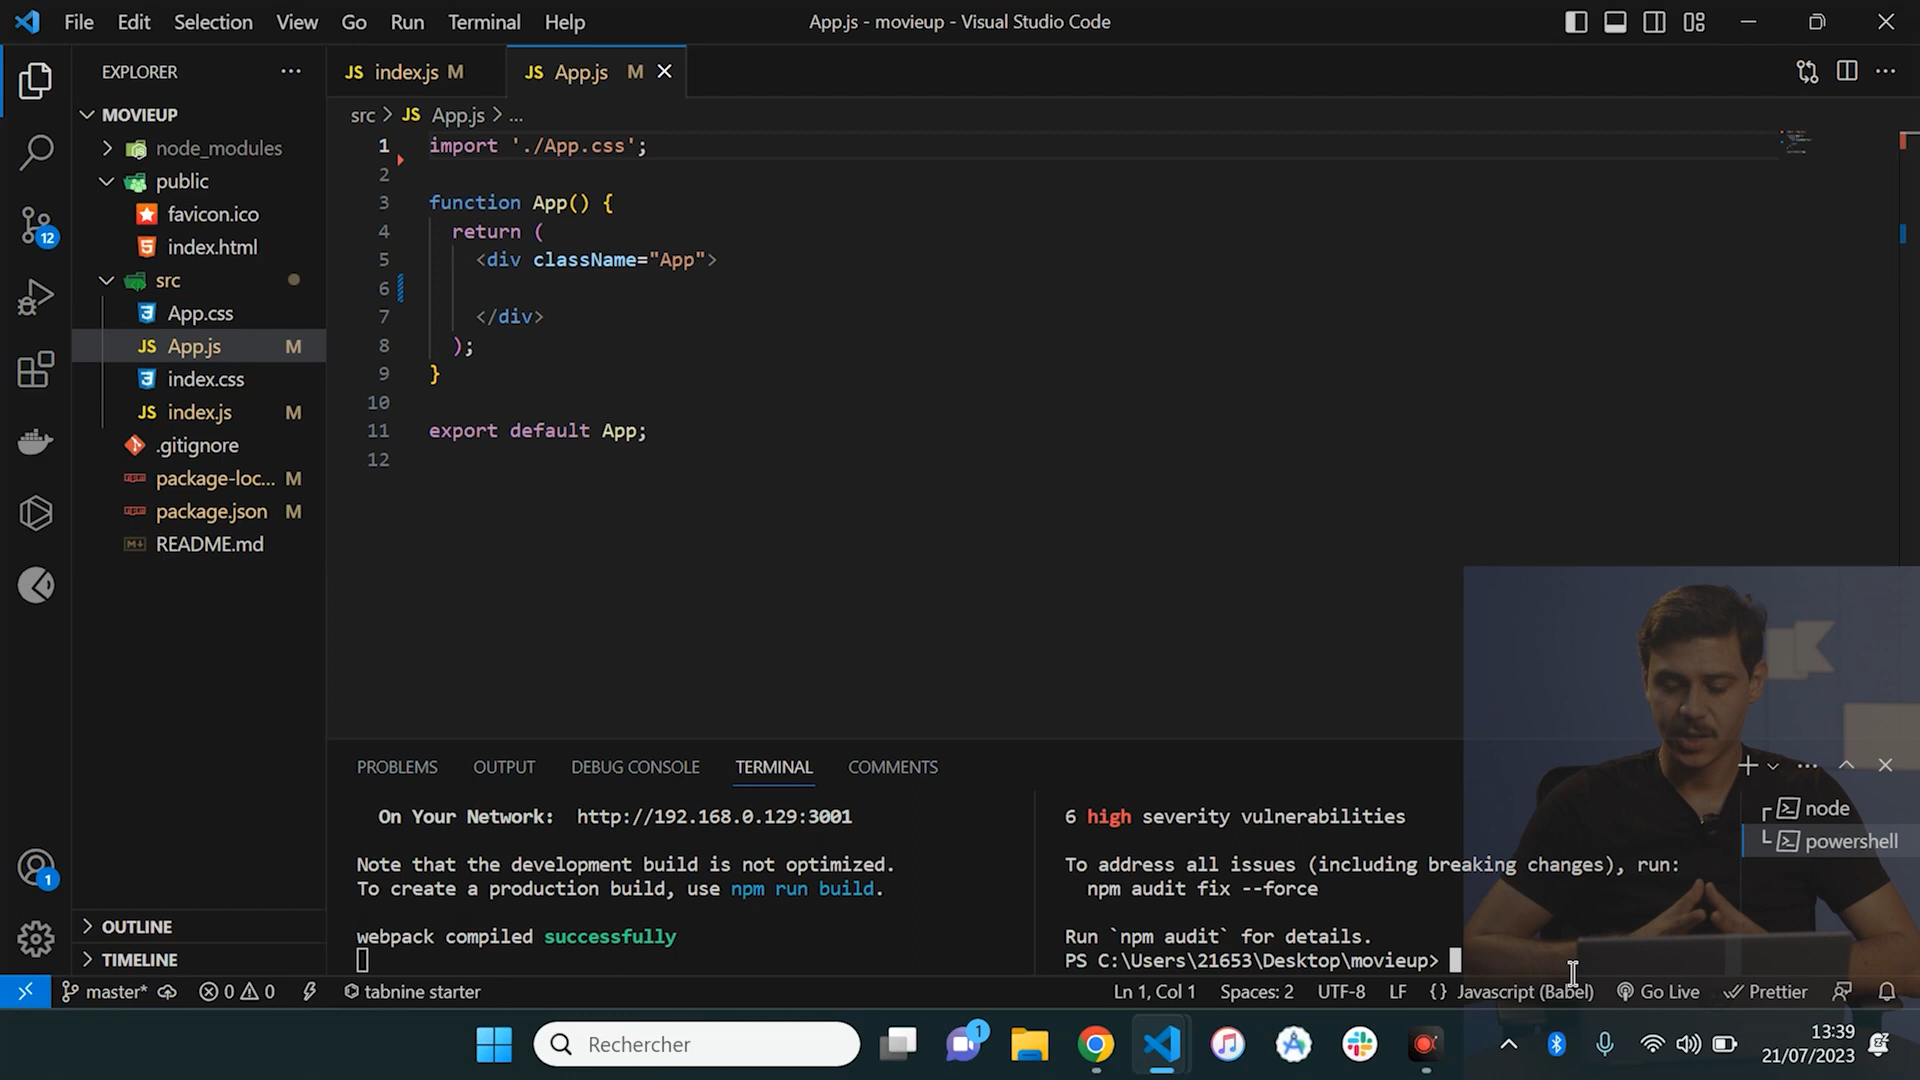 File Edit Selection View Go Run Terminal Help
App.js - movieup - Visual Studio Code
EXPLORER
MOVIEUP
node_modules
public
favicon.ico
index.html
src
App.css
JS App.js M
index.css
JS index.js M
.gitignore
package-loc... M
package.json M
README.md
OUTLINE
TIMELINE
12
1
JS index.js M
JS App.js M
src > JS App.js > ...
1 import './App.css';
2
3 function App() {
4 return (
5 <div className="App">
6
7 </div>
8 );
9 }
10
11 export default App;
12
PROBLEMS OUTPUT DEBUG CONSOLE TERMINAL COMMENTS
On Your Network: http://192.168.0.129:3001
Note that the development build is not optimized.
To create a production build, use npm run build.
webpack compiled successfully
6 high severity vulnerabilities
To address all issues (including breaking changes), run:
npm audit fix --force
Run `npm audit` for details.
PS C:\Users\21653\Desktop\movieup>
node
powershell
master* 0 0 tabnine starter
Ln 1, Col 1 Spaces: 2 UTF-8 LF {} Javascript (Babel) Go Live Prettier
Rechercher
1
13:39
21/07/2023